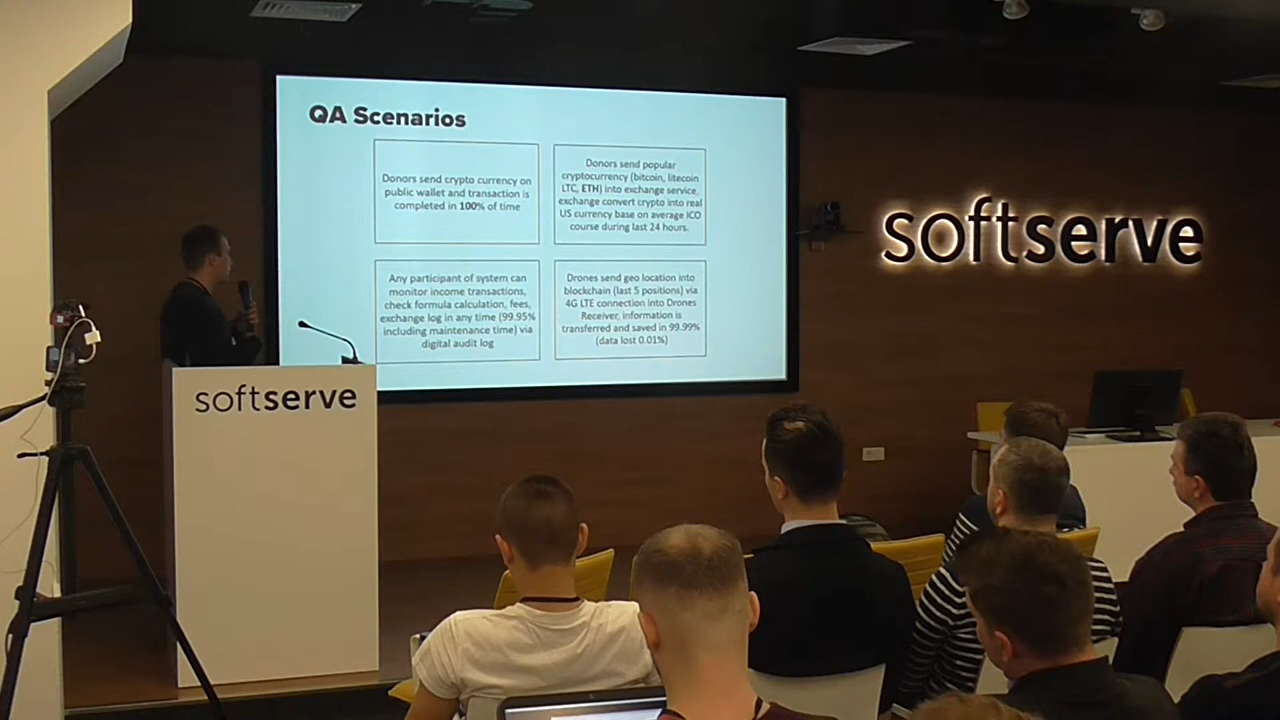 QA Scenarios
Donors send crypto currency on
public wallet and transaction is
completed in 100% of time
Donors send popular
cryptocurrency (bitcoin, litecoin
LTC, ETH) into exchange service,
exchange convert crypto into real
US currency base on average ICO
course during last 24 hours.
Any participant of system can
monitor income transactions,
check formula calculation, fees,
exchange log in any time (99.95%
including maintenance time) via
digital audit log
Drones send geo location into
blockchain (last 5 positions) via
4G LTE connection into Drones
Receiver, information is
transferred and saved in 99.99%
(data lost 0.01%)
softserve
softserve